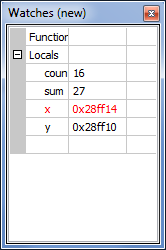 Watches (new)
Function
Locals
coun 16
sum 27
x 0x28ff14
y 0x28ff10